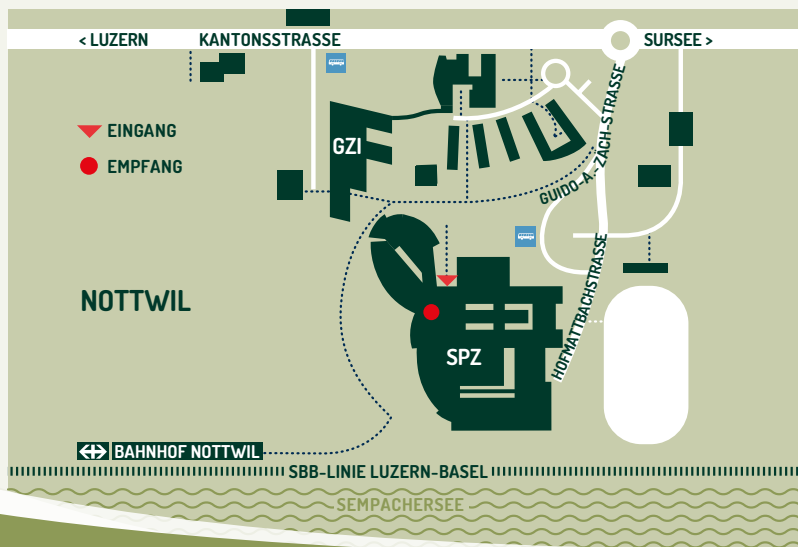 < LUZERN
KANTONSSTRASSE
SURSEE >
EINGANG
EMPFANG
GZI
GUIDO-A.-ZÄCH-STRASSE
HOFMATTBACHSTRASSE
NOTTWIL
SPZ
BAHNHOF NOTTWIL
SBB-LINIE LUZERN-BASEL
SEMPACHERSEE